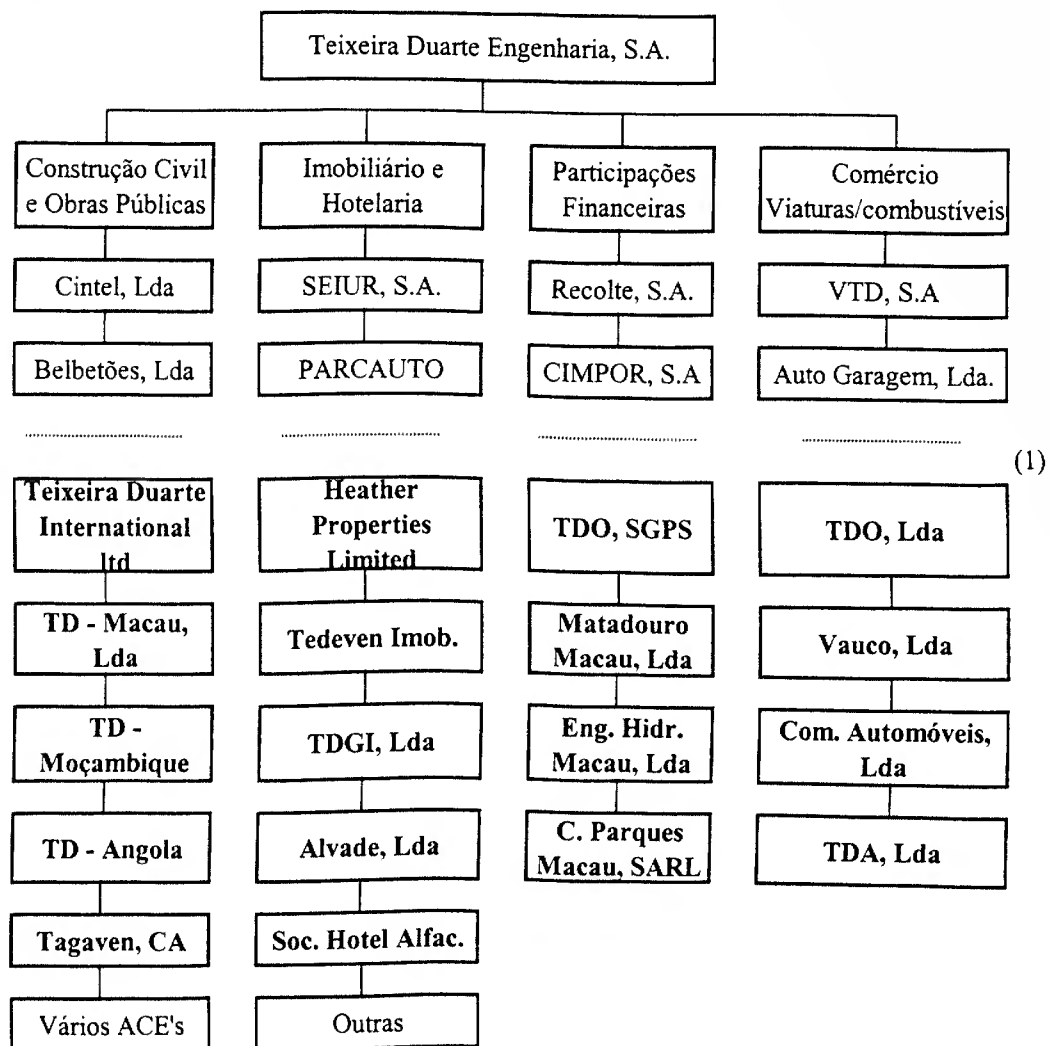 Teixeira Duarte Engenharia, S.A.
Construção Civil
e Obras Públicas
Imobiliário e
Hotelaria
Participações
Financeiras
Comércio
Viaturas/combustíveis
Cintel, Lda
SEIUR, S.A.
Recolte, S.A.
VTD, S.A
Belbetões, Lda
PARCAUTO
CIMPOR, S.A
Auto Garagem, Lda.
(1)
Teixeira Duarte
International
ltd
Heather
Properties
Limited
TDO, SGPS
TDO, Lda
TD - Macau,
Lda
Tedeven Imob.
Matadouro
Macau, Lda
Vauco, Lda
TD -
Moçambique
TDGI, Lda
Eng. Hidr.
Macau, Lda
Com. Automóveis,
Lda
TD - Angola
Alvade, Lda
C. Parques
Macau, SARL
TDA, Lda
Tagaven, CA
Soc. Hotel Alfac.
Vários ACE's
Outras